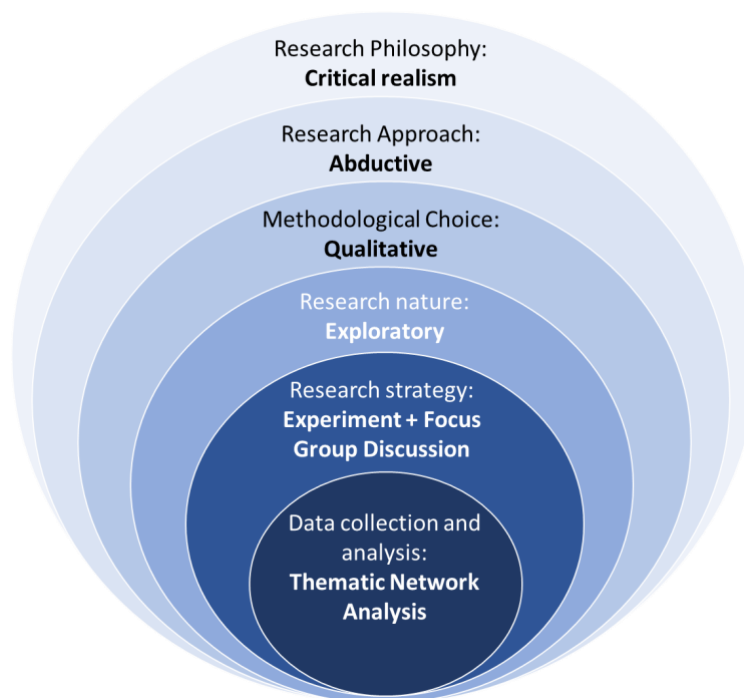 Research Philosophy:
Critical realism
Research Approach:
Abductive
Methodological Choice:
Qualitative
Research nature:
Exploratory
Research strategy:
Experiment + Focus
Group Discussion
Data collection and
analysis:
Thematic Network
Analysis